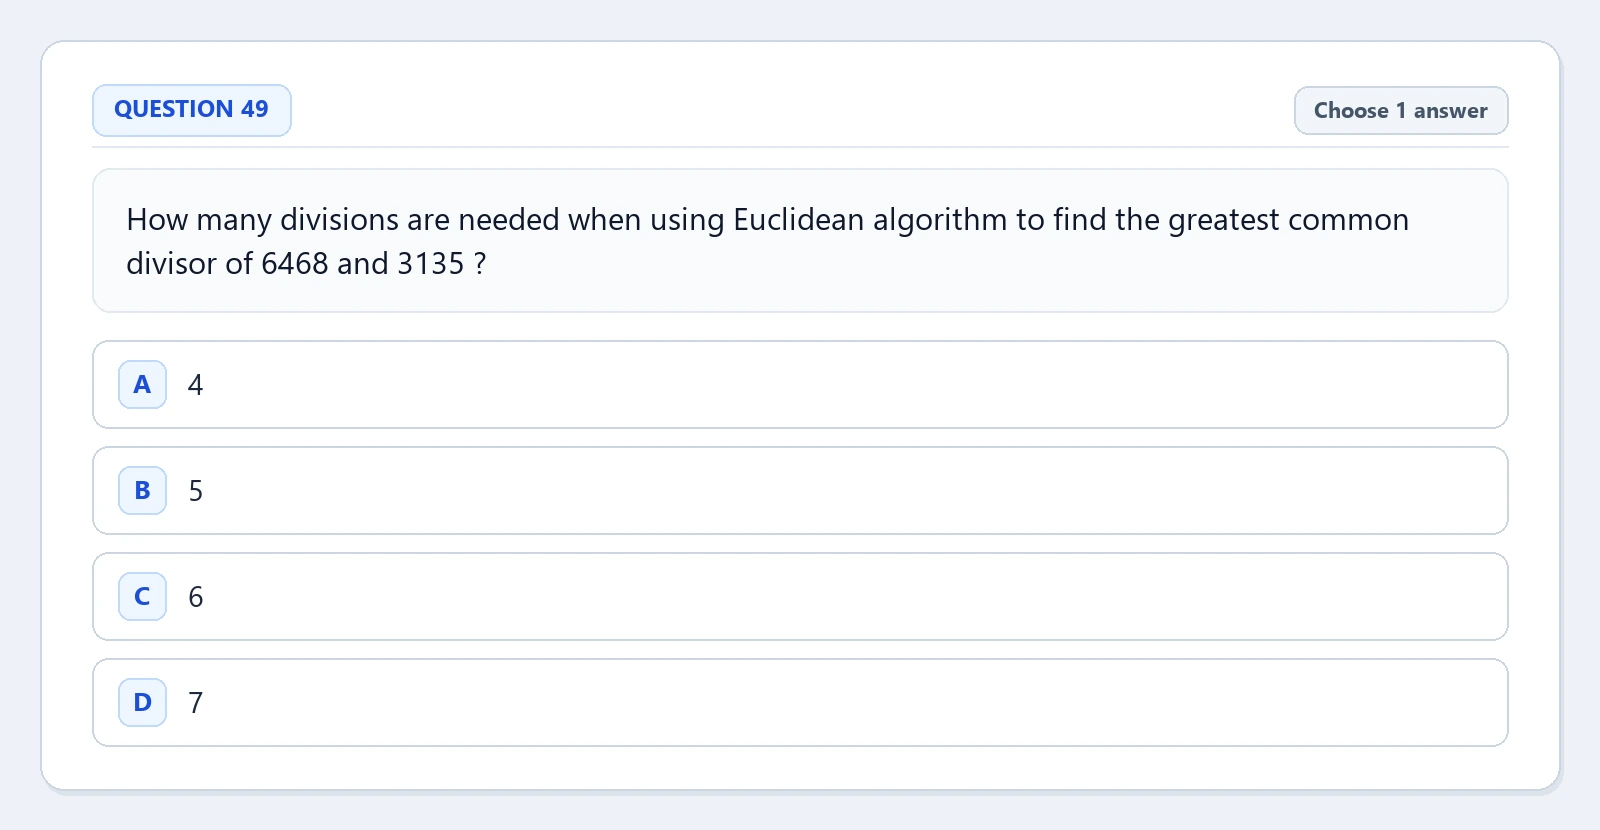 QUESTION 49
Choose 1 answer
How many divisions are needed when using Euclidean algorithm to find the greatest common
divisor of 6468 and 3135 ?
A 4
B 5
C 6
D 7